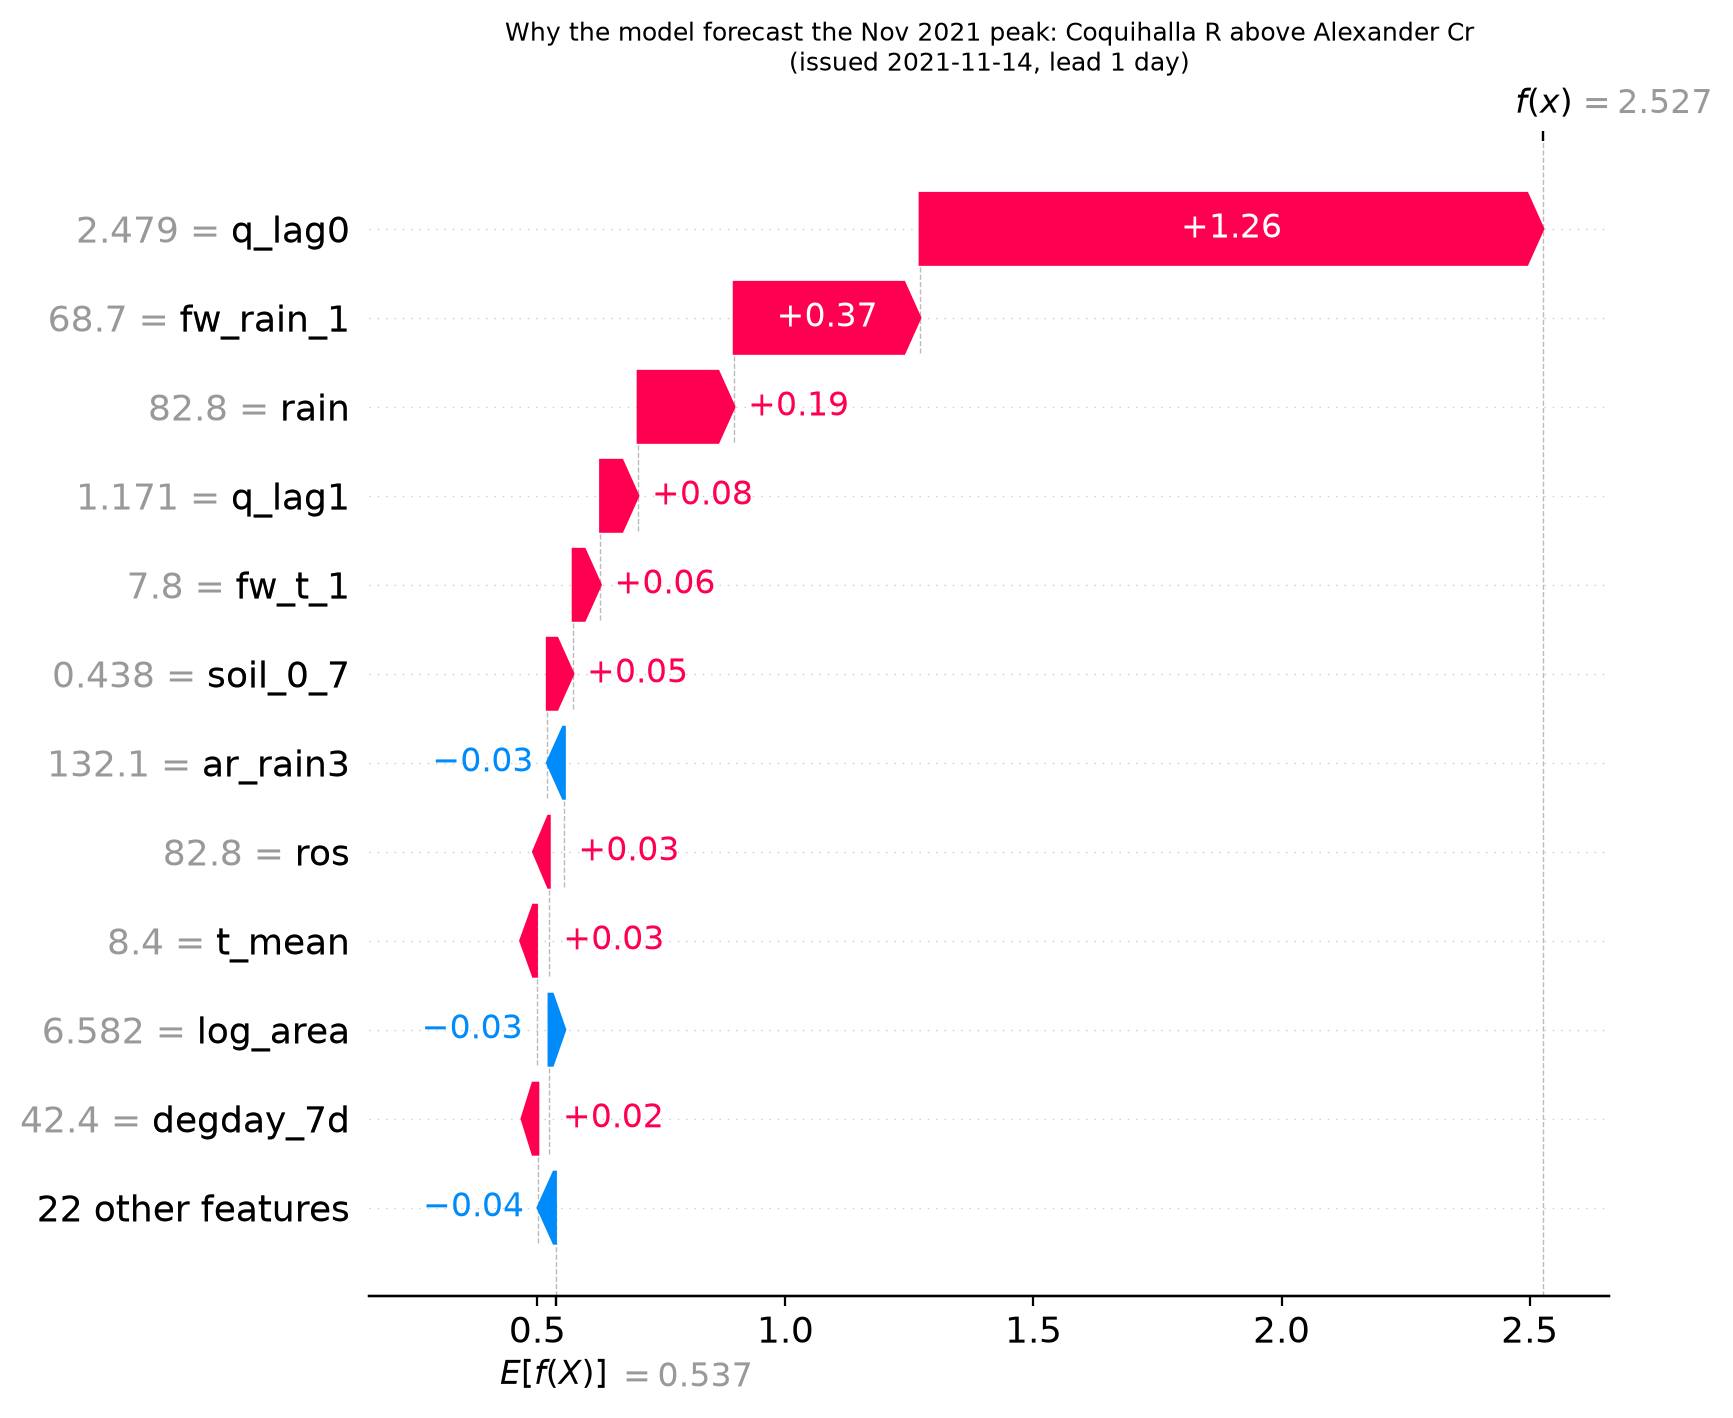 Why the model forecast the Nov 2021 peak: Coquihalla R above Alexander Cr
(issued 2021-11-14, lead 1 day)
f(x) = 2.527
2.479 = q_lag0
+1.26
68.7 = fw_rain_1
+0.37
82.8 = rain
+0.19
1.171 = q_lag1
+0.08
7.8 = fw_t_1
+0.06
0.438 = soil_0_7
+0.05
132.1 = ar_rain3
−0.03
82.8 = ros
+0.03
8.4 = t_mean
+0.03
6.582 = log_area
−0.03
42.4 = degday_7d
+0.02
22 other features
−0.04
0.5 1.0 1.5 2.0 2.5
E[f(X)] = 0.537